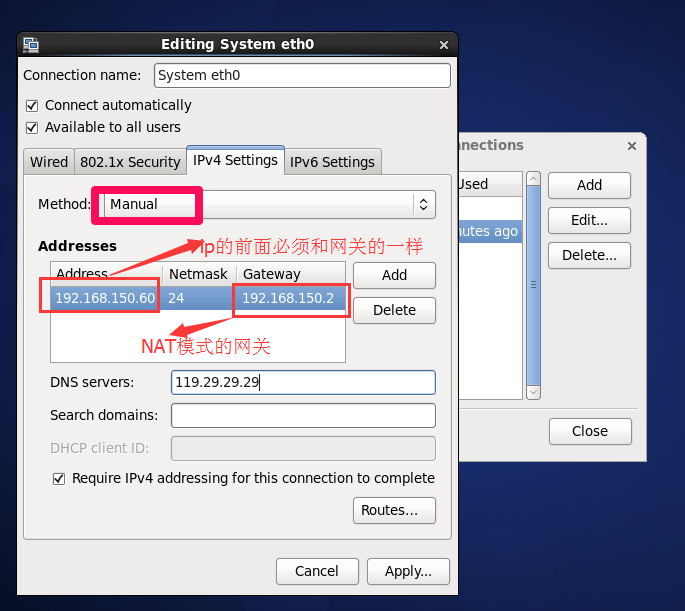 Editing System eth0
Connection name: System eth0
Connect automatically
Available to all users
nnections
Wired 802.1x Security IPv4 Settings IPv6 Settings
Used
Add
Method: Manual
nutes ago
Edit...
Delete...
Addresses
Ip的前面必须和网关的一样
Address Netmask Gateway
Add
192.168.150.60 24 192.168.150.2
Delete
NAT模式的网关
DNS servers: 119.29.29.29
Search domains:
DHCP client ID:
Close
Require IPv4 addressing for this connection to complete
Routes...
Cancel
Apply...